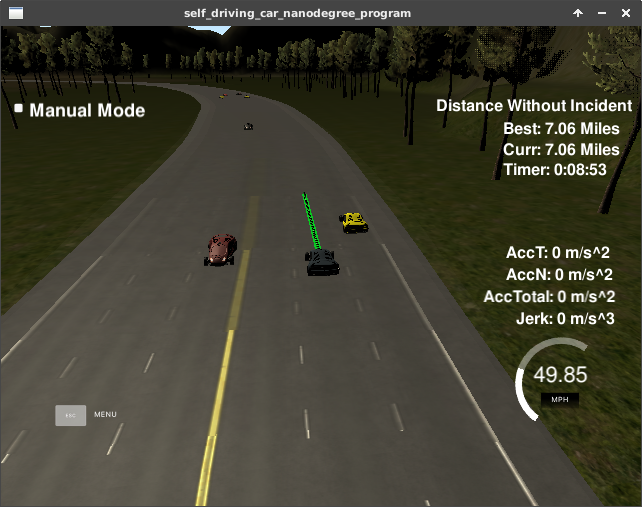 self_driving_car_nanodegree_program
Manual Mode
Distance Without Incident
Best: 7.06 Miles
Curr: 7.06 Miles
Timer: 0:08:53
AccT: 0 m/s^2
AccN: 0 m/s^2
AccTotal: 0 m/s^2
Jerk: 0 m/s^3
49.85
MPH
ESC
MENU